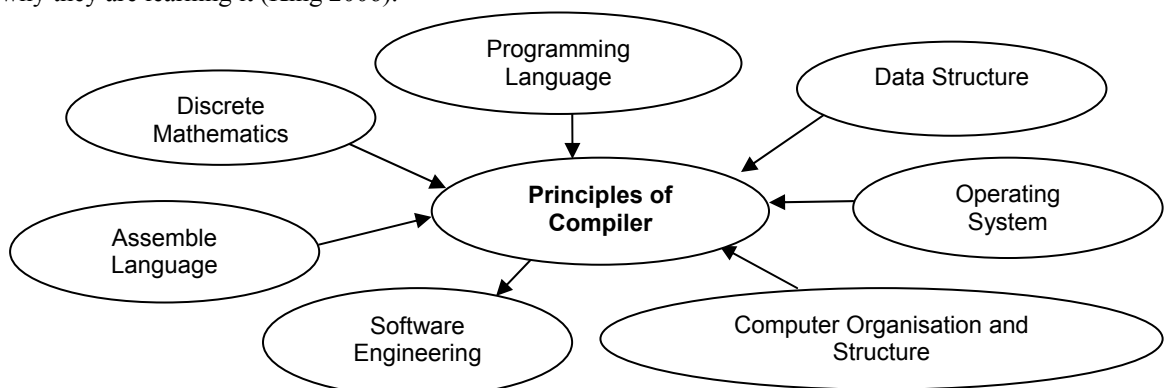 why they are learning it (King 2006).
Programming
Language
Data Structure
Discrete
Mathematics
Principles of
Compiler
Operating
System
Assemble
Language
Software
Engineering
Computer Organisation and
Structure